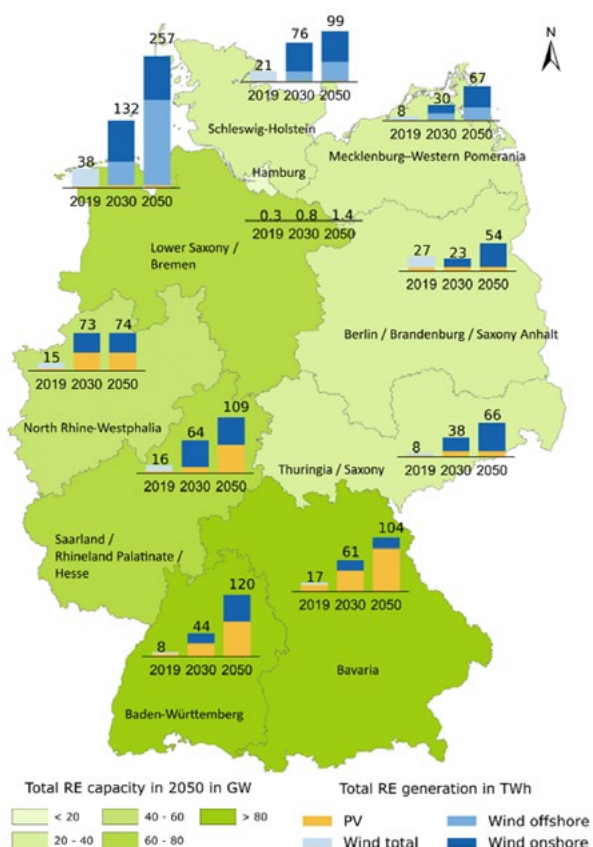 257
99
76
21
2019 2030 2050
N
132
67
30
8
2019 2030 2050
38
2019 2030 2050
Schleswig-Holstein
Mecklenburg–Western Pomerania
Hamburg
0.3 0.8 1.4
2019 2030 2050
Lower Saxony /
Bremen
27 23 54
2019 2030 2050
Berlin / Brandenburg / Saxony Anhalt
15 73 74
2019 2030 2050
North Rhine-Westphalia
16 64 109
2019 2030 2050
8 38 66
2019 2030 2050
Thuringia / Saxony
Saarland /
Rhineland Palatinate /
Hesse
17 61 104
2019 2030 2050
8 44 120
2019 2030 2050
Bavaria
Baden-Württemberg
Total RE capacity in 2050 in GW
< 20 40 - 60 > 80
20 - 40 60 - 80
Total RE generation in TWh
PV Wind offshore
Wind total Wind onshore